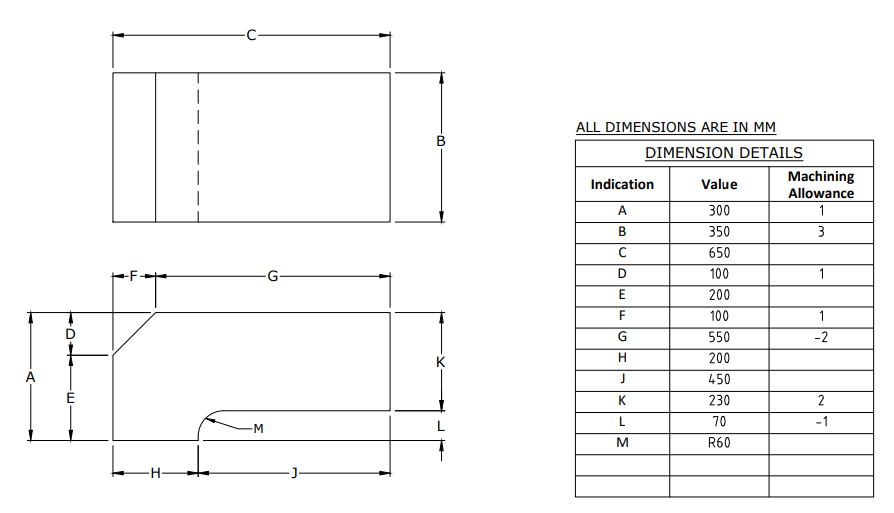 C
B
F G
D
A
E
K
L
M
H J
ALL DIMENSIONS ARE IN MM
DIMENSION DETAILS
Indication Value Machining Allowance
A 300 1
B 350 3
C 650
D 100 1
E 200
F 100 1
G 550 -2
H 200
J 450
K 230 2
L 70 -1
M R60